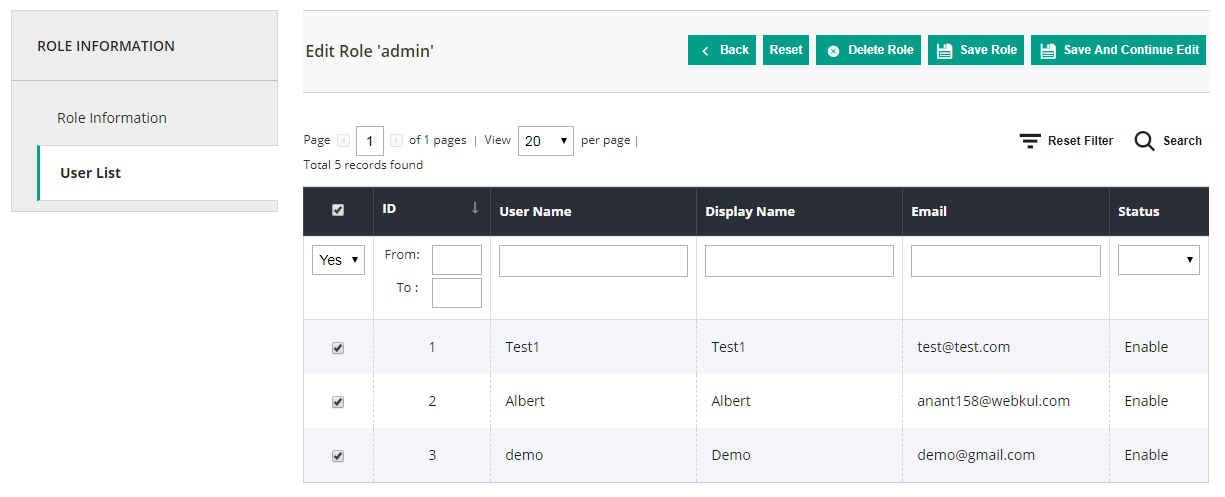 ROLE INFORMATION
Role Information
User List
Edit Role 'admin'
Back Reset Delete Role Save Role Save And Continue Edit
Page 1 of 1 pages | View 20 per page |
Total 5 records found
Reset Filter Search
ID User Name Display Name Email Status
Yes From:
To :
1 Test1 Test1 test@test.com Enable
2 Albert Albert anant158@webkul.com Enable
3 demo Demo demo@gmail.com Enable